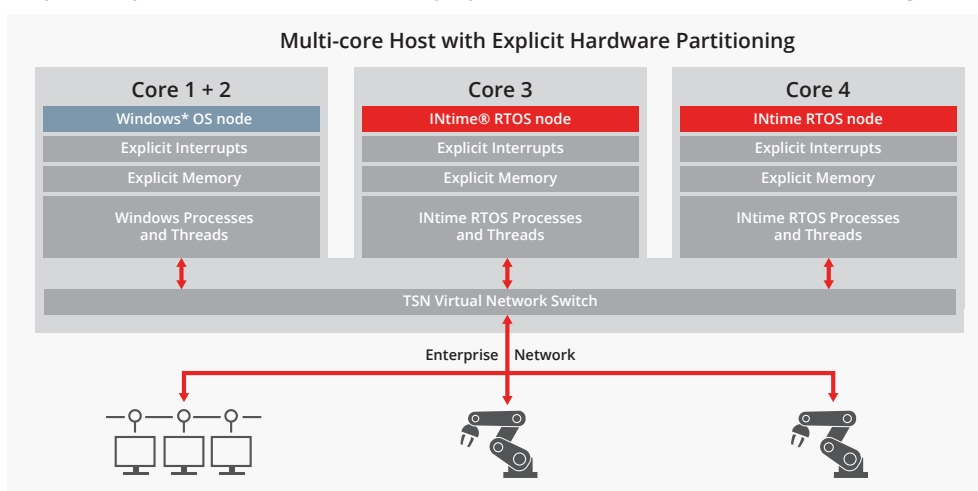 Multi-core Host with Explicit Hardware Partitioning
Core 1 + 2
Windows* OS node
Explicit Interrupts
Explicit Memory
Windows Processes
and Threads
Core 3
INtime® RTOS node
Explicit Interrupts
Explicit Memory
INtime RTOS Processes
and Threads
Core 4
INtime RTOS node
Explicit Interrupts
Explicit Memory
INtime RTOS Processes
and Threads
TSN Virtual Network Switch
Enterprise Network